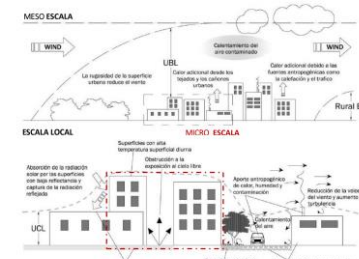 MESO ESCALA
WIND
Calentamiento del
aire contaminado
WIND
UBL
La rugosidad de la superficie
urbana reduce el viento
Calor adicional desde los
tejados y los cañones
urbanos
Calor adicional debido a las
fuentes antropogénicas como
la calefacción y el tráfico
Rural B
ESCALA LOCAL
MICRO ESCALA
Superficies con alta
temperatura superficial diurna
Obstrucción a la
exposición al cielo libre
Absorción de la radiación
solar por las superficies
con baja reflectancia y
captura de la radiación
reflejada
Aporte antropogénico
de calor, humedad y
contaminación
Reducción de la veloc
del viento y aumento
turbulencia
Calentamiento
del aire
UCL